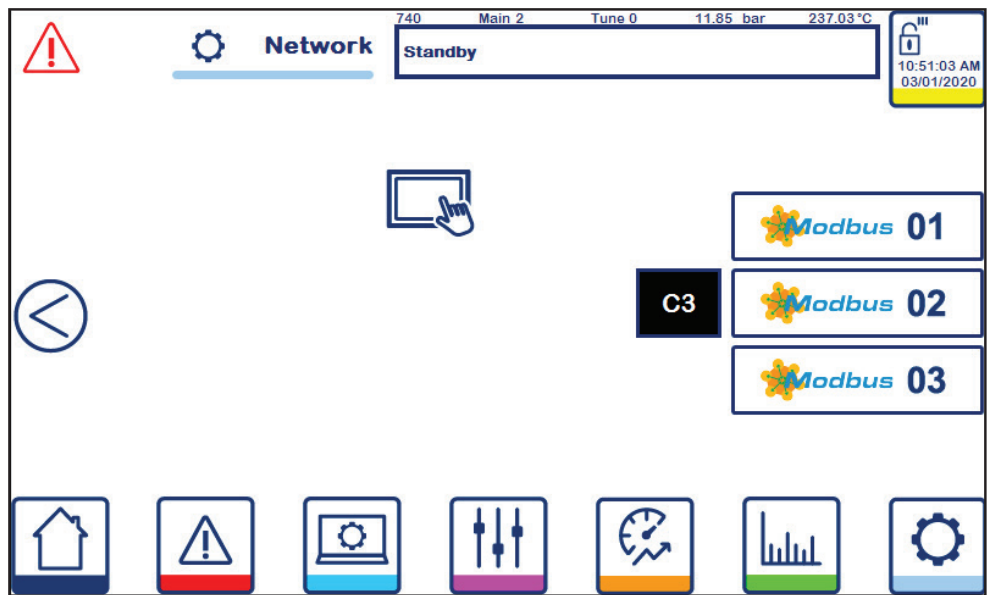 740 Main 2 Tune 0 11.85 bar 237.03 °C
Network
Standby
10:51:03 AM
03/01/2020
Modbus 01
C3 Modbus 02
Modbus 03